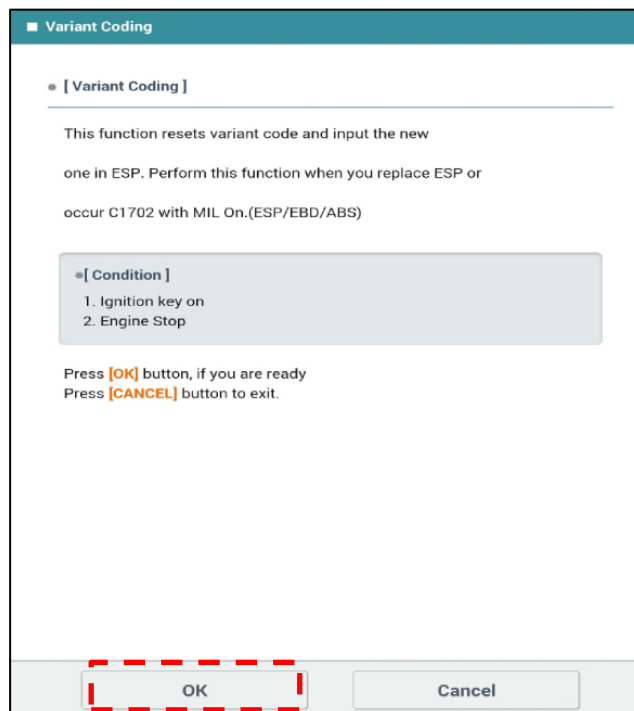 Variant Coding
[ Variant Coding ]
This function resets variant code and input the new
one in ESP. Perform this function when you replace ESP or
occur C1702 with MIL On.(ESP/EBD/ABS)
[ Condition ]
1. Ignition key on
2. Engine Stop
Press [OK] button, if you are ready
Press [CANCEL] button to exit.
OK
Cancel